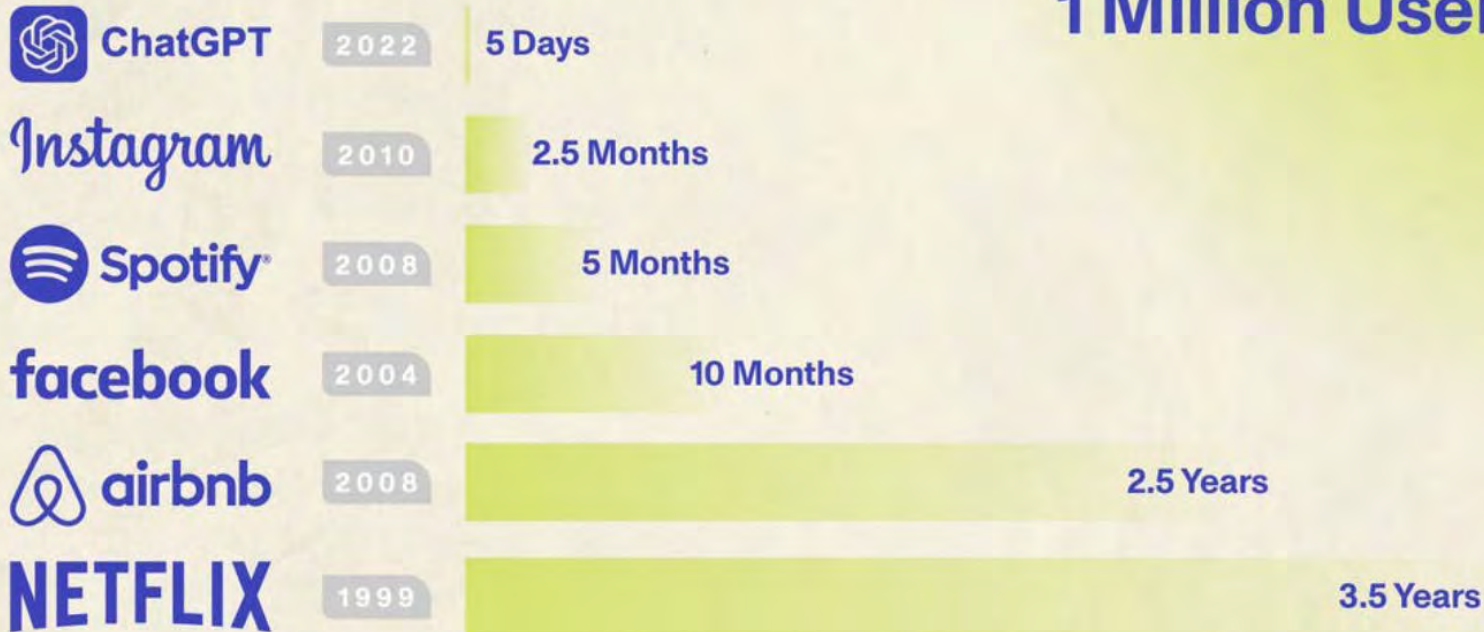 1 Million User
ChatGPT 2022 5 Days
Instagram 2010 2.5 Months
Spotify® 2008 5 Months
facebook 2004 10 Months
airbnb 2008 2.5 Years
NETFLIX 1999 3.5 Years